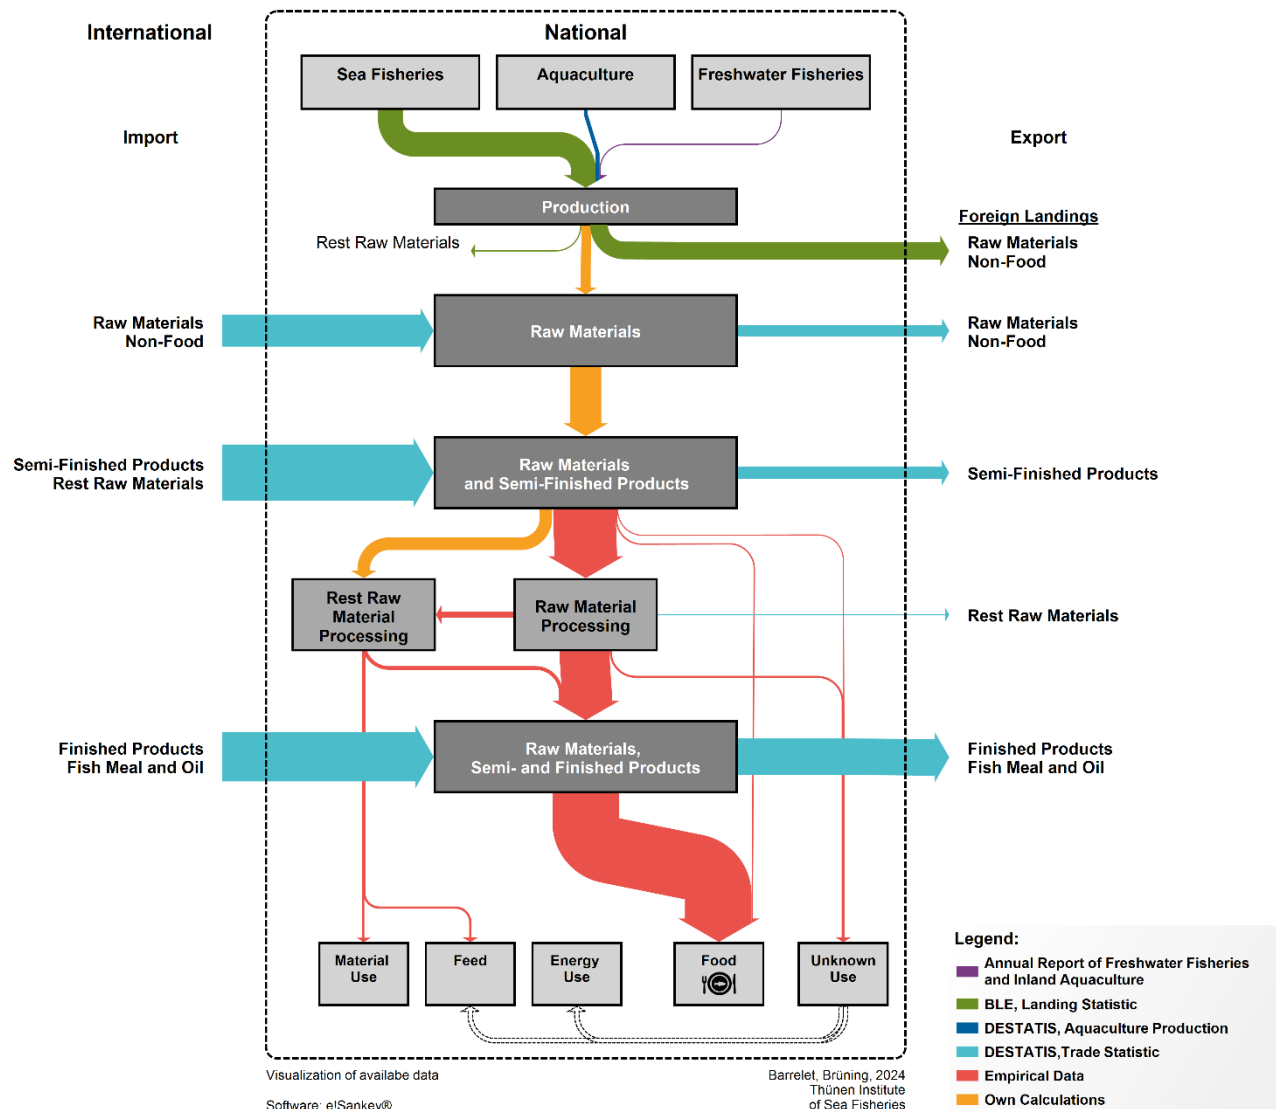 International
National
Sea Fisheries
Aquaculture
Freshwater Fisheries
Import
Export
Production
Foreign Landings
Rest Raw Materials
Raw Materials
Non-Food
Raw Materials
Non-Food
Raw Materials
Raw Materials
Non-Food
Semi-Finished Products
Rest Raw Materials
Raw Materials
and Semi-Finished Products
Semi-Finished Products
Rest Raw
Material
Processing
Raw Material
Processing
Rest Raw Materials
Finished Products
Fish Meal and Oil
Raw Materials,
Semi- and Finished Products
Finished Products
Fish Meal and Oil
Material
Use
Feed
Energy
Use
Food
Unknown
Use
Legend:
Annual Report of Freshwater Fisheries
and Inland Aquaculture
BLE, Landing Statistic
DESTATIS, Aquaculture Production
DESTATIS,Trade Statistic
Empirical Data
Own Calculations
Visualization of availabe data
Software: e!Sankey®
Barrelet, Brüning, 2024
Thünen Institute
of Sea Fisheries